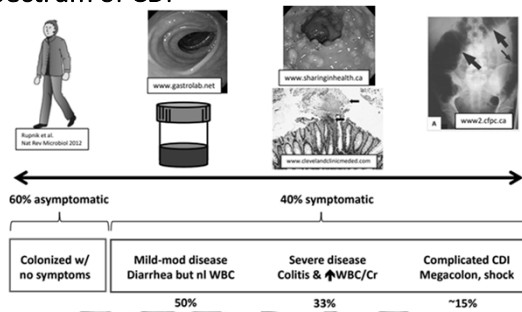 pectrum of CDI
www.gastrolab.net
www.sharinginhealth.ca
A
www2.cfpc.ca
Rupnik et al.
Nat Rev Microbiol 2012
www.clevelandclinicmeded.com
60% asymptomatic
40% symptomatic
Colonized w/
no symptoms
Mild-mod disease
Diarrhea but nl WBC
Severe disease
Colitis & ↑WBC/Cr
Complicated CDI
Megacolon, shock
50%
33%
~15%